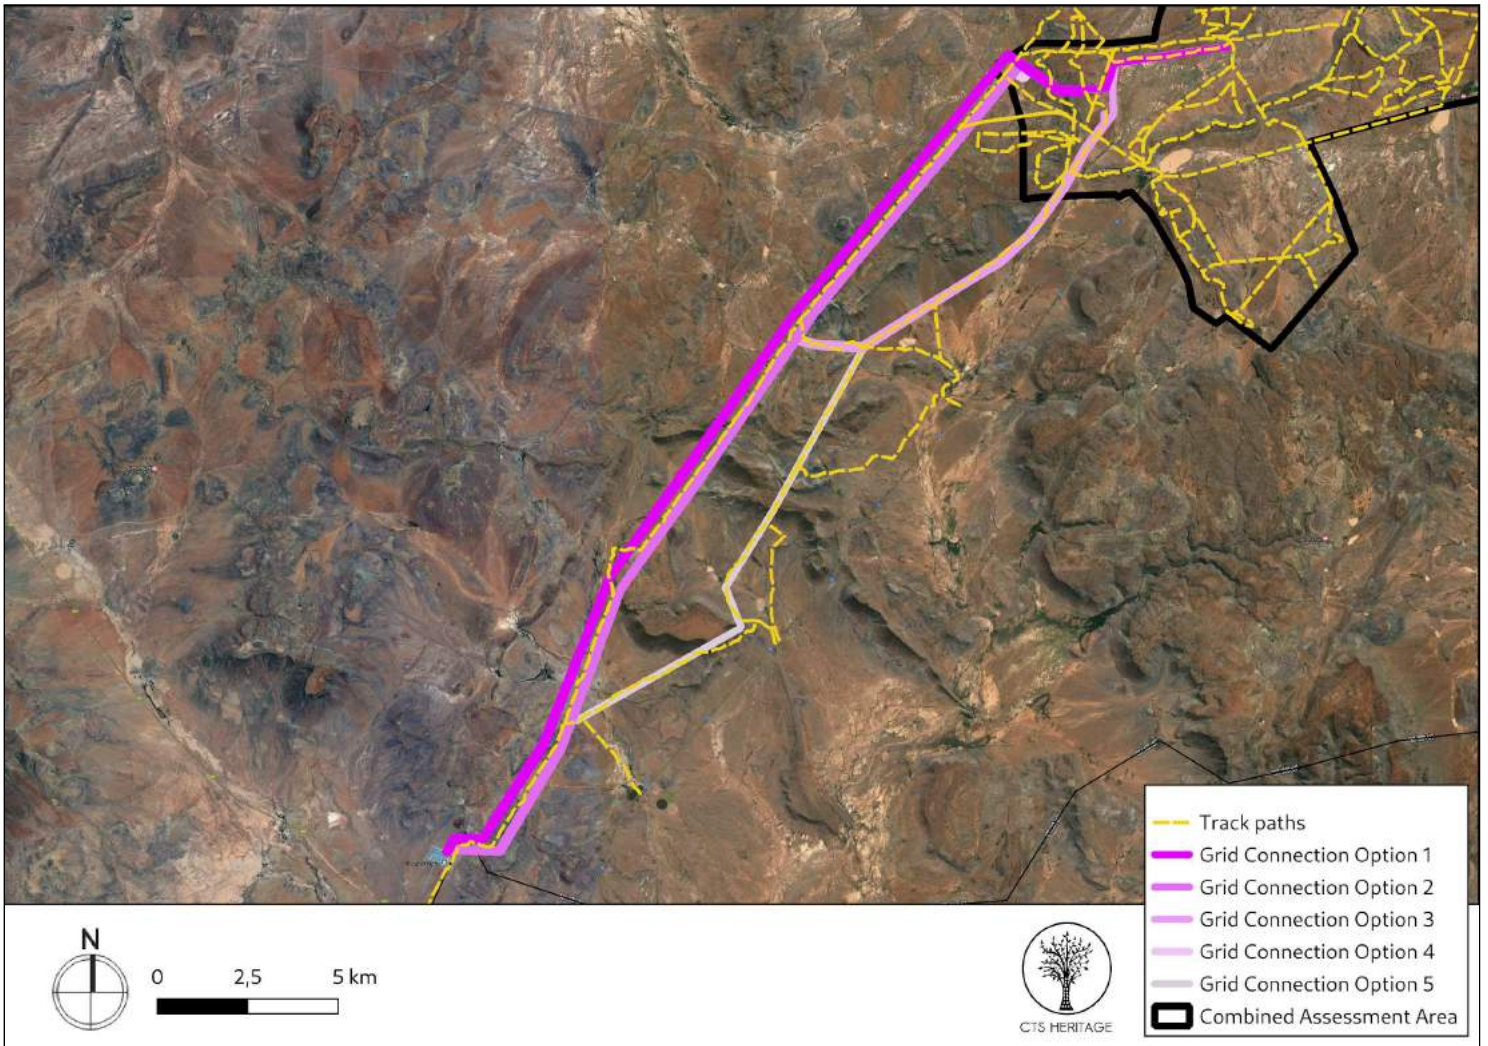 N
0 2,5 5 km
CTS HERITAGE
Track paths
Grid Connection Option 1
Grid Connection Option 2
Grid Connection Option 3
Grid Connection Option 4
Grid Connection Option 5
Combined Assessment Area